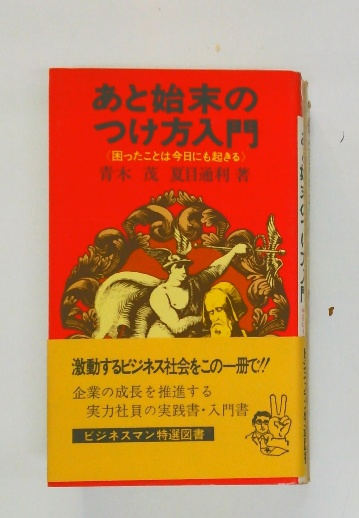 あと始末の
つけ方入門
〈困ったことは今日にも起きる〉
青木 茂 夏目通利 著
激動するビジネス社会をこの一冊で!!
企業の成長を推進する
実力社員の実践書・入門書
ビジネスマン特選図書